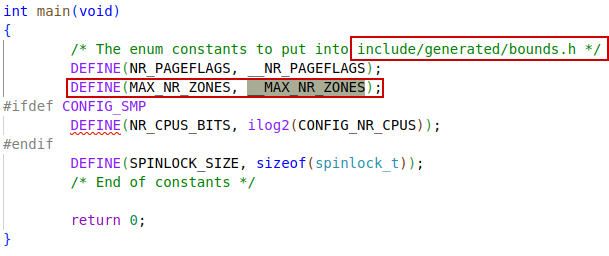 int main(void)
{
/* The enum constants to put into include/generated/bounds.h */
DEFINE(NR_PAGEFLAGS, __NR_PAGEFLAGS);
DEFINE(MAX_NR_ZONES, __MAX_NR_ZONES);
#ifdef CONFIG_SMP
DEFINE(NR_CPUS_BITS, ilog2(CONFIG_NR_CPUS));
#endif
DEFINE(SPINLOCK_SIZE, sizeof(spinlock_t));
/* End of constants */
return 0;
}